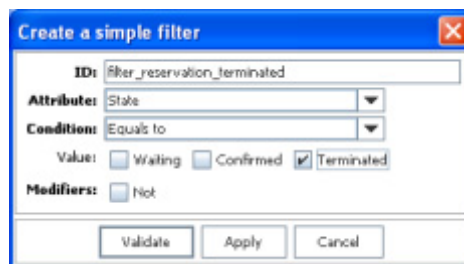 Create a simple filter
ID: filter_reservation_terminated
Attribute: State
Condition: Equals to
Value: Waiting Confirmed Terminated
Modifiers: Not
Validate Apply Cancel